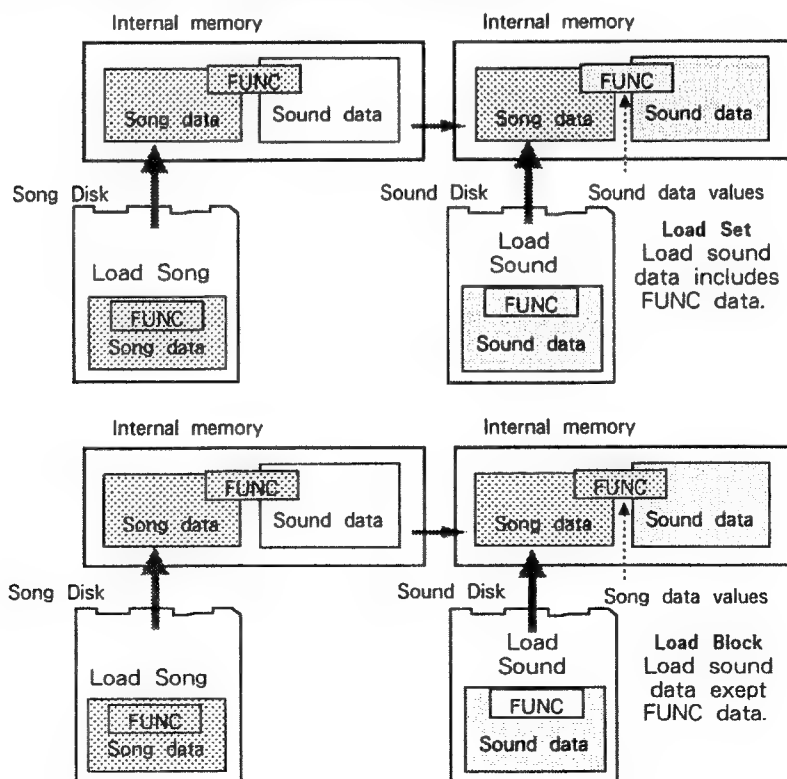 Internal memory
Internal memory
FUNC
FUNC
Song data
Sound data
Song data
Sound data
Song Disk
Sound Disk
Sound data values
Load Song
FUNC
Song data
Load
Sound
FUNC
Sound data
Load Set
Load sound
data includes
FUNC data.
Internal memory
Internal memory
FUNC
FUNC
Song data
Sound data
Song data
Sound data
Song Disk
Sound Disk
Song data values
Load Song
FUNC
Song data
Load
Sound
FUNC
Sound data
Load Block
Load sound
data exept
FUNC data.